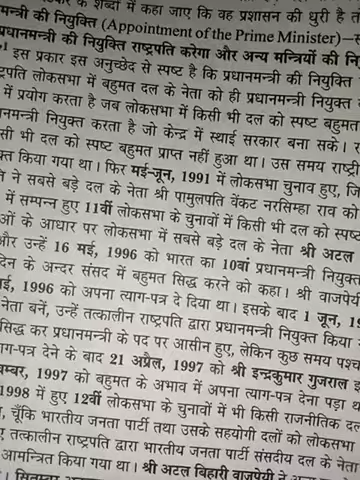 के शब्दों में कहा जाए कि वह प्रशासन की धुरी है तो
मन्त्री की नियुक्ति (Appointment of the Prime Minister)–
प्रधानमन्त्री की नियुक्ति राष्ट्रपति करेगा और अन्य मन्त्रियों की
इस प्रकार इस अनुच्छेद से स्पष्ट है कि प्रधानमन्त्री की नियुक्ति
ष्ट्रपति लोकसभा में बहुमत दल के नेता को ही प्रधानमन्त्री नियुक्त
में प्रयोग करता है जब लोकसभा में किसी भी दल को स्पष्ट बहुमत
नमन्त्री नियुक्त करता है जो केन्द्र में स्थाई सरकार बना सके।
सी भी दल को स्पष्ट बहुमत प्राप्त नहीं हुआ था। उस समय राष्ट्री
क्त किया गया था। फिर मई-जून, 1991 में लोकसभा चुनाव हुए,
ने सबसे बड़े दल के नेता श्री पामुलपति वेंकट नरसिम्हा राव को
में सम्पन्न हुए 11वीं लोकसभा के चुनावों में किसी भी दल को स्पष्ट
ओं के आधार पर लोकसभा में सबसे बड़े दल के नेता श्री अटल
और उन्हें 16 मई, 1996 को भारत का 10बां प्रधानमन्त्री नियुक्त
दिन के अन्दर संसद में बहुमत सिद्ध करने को कहा। श्री वाजपेयी
ई, 1996 को अपना त्याग-पत्र दे दिया था। इसके बाद 1 जून, 19
नेता बनें, उन्हें तत्कालीन राष्ट्रपति द्वारा प्रधानमन्त्री नियुक्त किया
सिद्ध कर प्रधानमन्त्री के पद पर आसीन हुए, लेकिन कुछ समय पश्च
ग-पत्र देने के बाद 21 अप्रैल, 1997 को श्री इन्द्रकुमार गुजराल
म्बर, 1997 को बहुमत के अभाव में अपना त्याग-पत्र देना पड़ा
1998 में हुए 12वीं लोकसभा के चुनावों में भी किसी राजनीतिक दल
, चूँकि भारतीय जनता पार्टी तथा उसके सहयोगी दलों को लोकसभा
तत्कालीन राष्ट्रपति द्वारा भारतीय जनता पार्टी संसदीय दल के नेता
आमन्त्रित किया गया था। श्री अटल बिहारी वाजपेयी ने